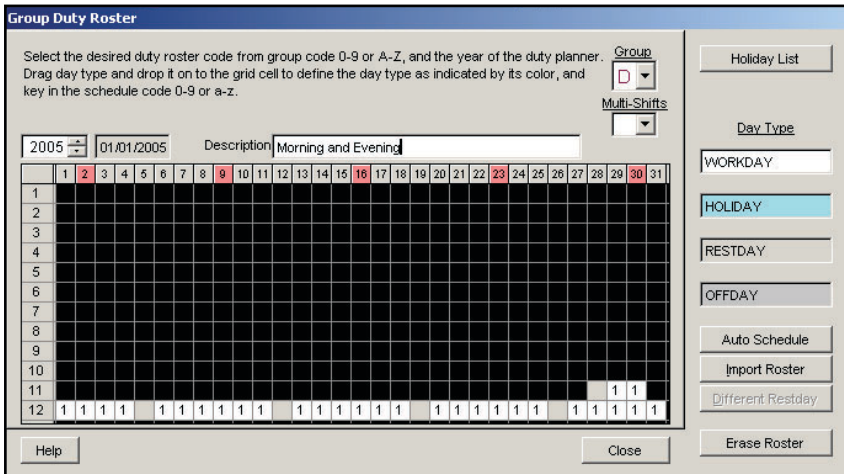 Group Duty Roster
Select the desired duty roster code from group code 0-9 or A-Z, and the year of the duty planner.
Drag day type and drop it on to the grid cell to define the day type as indicated by its color, and
key in the schedule code 0-9 or a-z.
Group
D
Multi-Shifts
2005 01/01/2005 Description Morning and Evening
1 2 3 4 5 6 7 8 9 10 11 12 13 14 15 16 17 18 19 20 21 22 23 24 25 26 27 28 29 30 31
1
2
3
4
5
6
7
8
9
10
11 1 1
12 1 1 1 1 1 1 1 1 1 1 1 1 1 1 1 1 1 1 1 1 1 1 1 1 1 1 1
Help
Close
Holiday List
Day Type
WORKDAY
HOLIDAY
RESTDAY
OFFDAY
Auto Schedule
Import Roster
Different Restday
Erase Roster